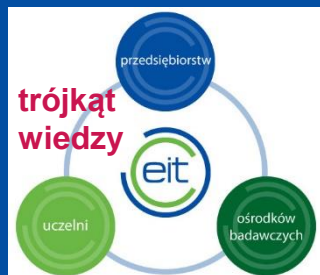 przedsiębiorstw
trójkąt
wiedzy
eit
uczelni
ośrodków
badawczych